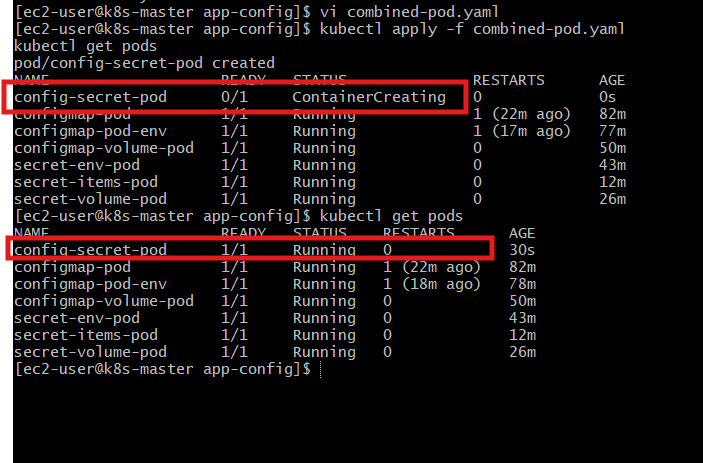 [ec2-user@k8s-master app-config]$ vi combined-pod.yaml
[ec2-user@k8s-master app-config]$ kubectl apply -f combined-pod.yaml
kubectl get pods
pod/config-secret-pod created
NAME READY STATUS RESTARTS AGE
config-secret-pod 0/1 ContainerCreating 0 0s
configmap-pod 1/1 Running 1 (22m ago) 82m
configmap-pod-env 1/1 Running 1 (17m ago) 77m
configmap-volume-pod 1/1 Running 0 50m
secret-env-pod 1/1 Running 0 43m
secret-items-pod 1/1 Running 0 12m
secret-volume-pod 1/1 Running 0 26m
[ec2-user@k8s-master app-config]$ kubectl get pods
NAME READY STATUS RESTARTS AGE
config-secret-pod 1/1 Running 0 30s
configmap-pod 1/1 Running 1 (22m ago) 82m
configmap-pod-env 1/1 Running 1 (18m ago) 78m
configmap-volume-pod 1/1 Running 0 50m
secret-env-pod 1/1 Running 0 43m
secret-items-pod 1/1 Running 0 12m
secret-volume-pod 1/1 Running 0 26m
[ec2-user@k8s-master app-config]$